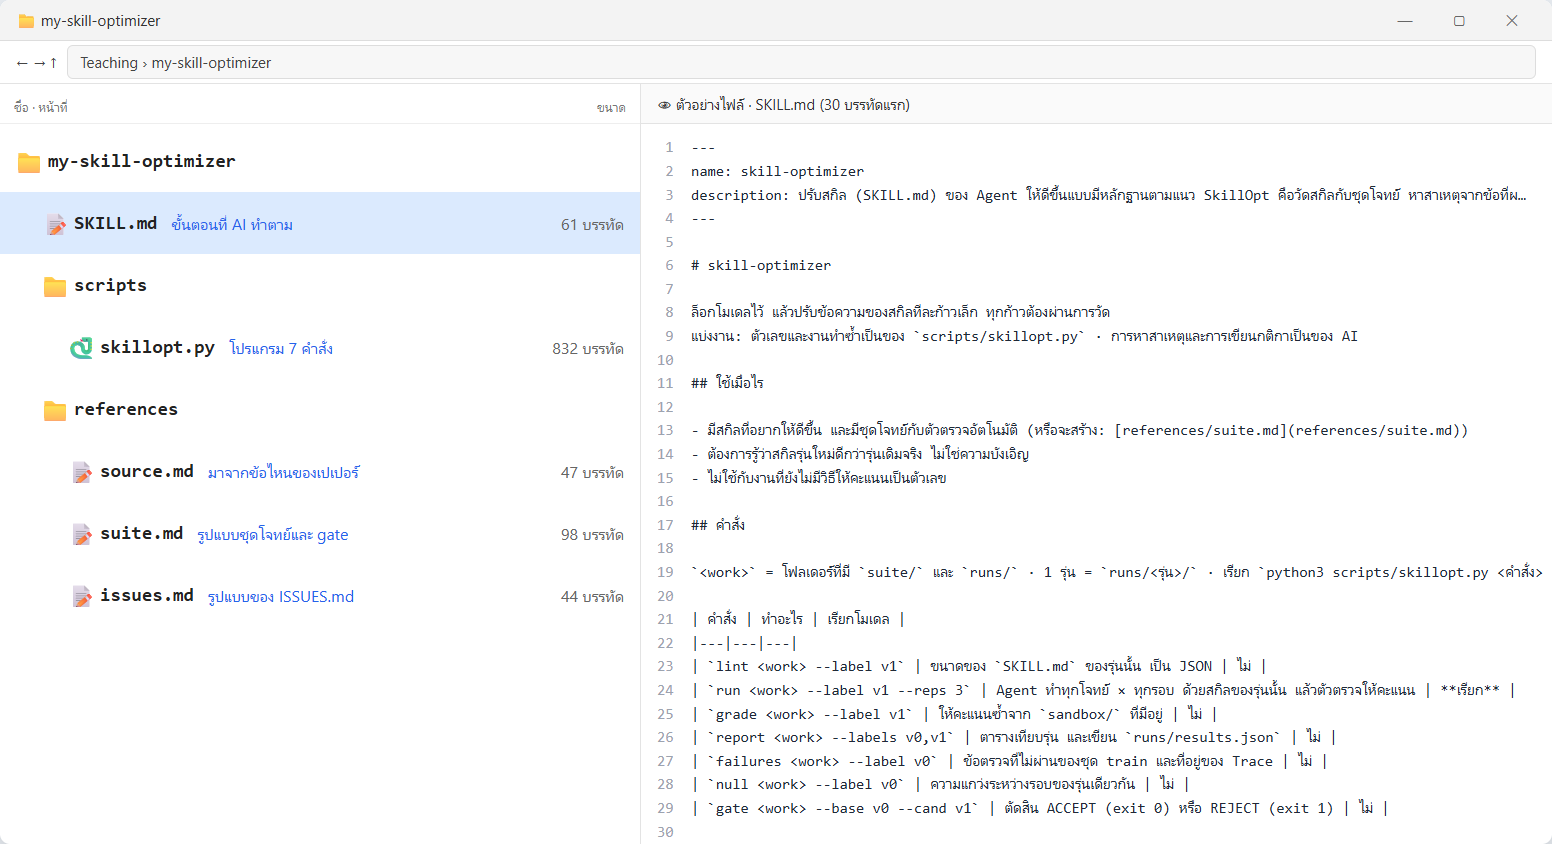 my-skill-optimizer
← → ↑ Teaching › my-skill-optimizer
ชื่อ · หน้าที่ ขนาด
my-skill-optimizer
SKILL.md ขั้นตอนที่ AI ทำตาม 61 บรรทัด
scripts
skillopt.py โปรแกรม 7 คำสั่ง 832 บรรทัด
references
source.md มาจากข้อไหนของเปเปอร์ 47 บรรทัด
suite.md รูปแบบชุดโจทย์และ gate 98 บรรทัด
issues.md รูปแบบของ ISSUES.md 44 บรรทัด
ตัวอย่างไฟล์ · SKILL.md (30 บรรทัดแรก)
1 ---
2 name: skill-optimizer
3 description: ปรับสกิล (SKILL.md) ของ Agent ให้ดีขึ้นแบบมีหลักฐานตามแนว SkillOpt คือวัดสกิลกับชุดโจทย์ หาสาเหตุจากข้อที่ผ…
4 ---
5
6 # skill-optimizer
7
8 ล็อกโมเดลไว้ แล้วปรับข้อความของสกิลทีละก้าวเล็ก ทุกก้าวต้องผ่านการวัด
9 แบ่งงาน: ตัวเลขและงานทำซ้ำเป็นของ `scripts/skillopt.py` · การหาสาเหตุและการเขียนกติกาเป็นของ AI
10
11 ## ใช้เมื่อไร
12
13 - มีสกิลที่อยากให้ดีขึ้น และมีชุดโจทย์กับตัวตรวจอัตโนมัติ (หรือจะสร้าง: [references/suite.md](references/suite.md))
14 - ต้องการรู้ว่าสกิลรุ่นใหม่ดีกว่ารุ่นเดิมจริง ไม่ใช่ความบังเอิญ
15 - ไม่ใช้กับงานที่ยังไม่มีวิธีให้คะแนนเป็นตัวเลข
16
17 ## คำสั่ง
18
19 `<work>` = โฟลเดอร์ที่มี `suite/` และ `runs/` · 1 รุ่น = `runs/<รุ่น>/` · เรียก `python3 scripts/skillopt.py <คำสั่ง>
20
21 | คำสั่ง | ทำอะไร | เรียกโมเดล |
22 |---|---|---|
23 | `lint <work> --label v1` | ขนาดของ `SKILL.md` ของรุ่นนั้น เป็น JSON | ไม่ |
24 | `run <work> --label v1 --reps 3` | Agent ทำทุกโจทย์ × ทุกรอบ ด้วยสกิลของรุ่นนั้น แล้วตัวตรวจให้คะแนน | **เรียก** |
25 | `grade <work> --label v1` | ให้คะแนนซ้ำจาก `sandbox/` ที่มีอยู่ | ไม่ |
26 | `report <work> --labels v0,v1` | ตารางเทียบรุ่น และเขียน `runs/results.json` | ไม่ |
27 | `failures <work> --label v0` | ข้อตรวจที่ไม่ผ่านของชุด train และที่อยู่ของ Trace | ไม่ |
28 | `null <work> --label v0` | ความแกว่งระหว่างรอบของรุ่นเดียวกัน | ไม่ |
29 | `gate <work> --base v0 --cand v1` | ตัดสิน ACCEPT (exit 0) หรือ REJECT (exit 1) | ไม่ |
30